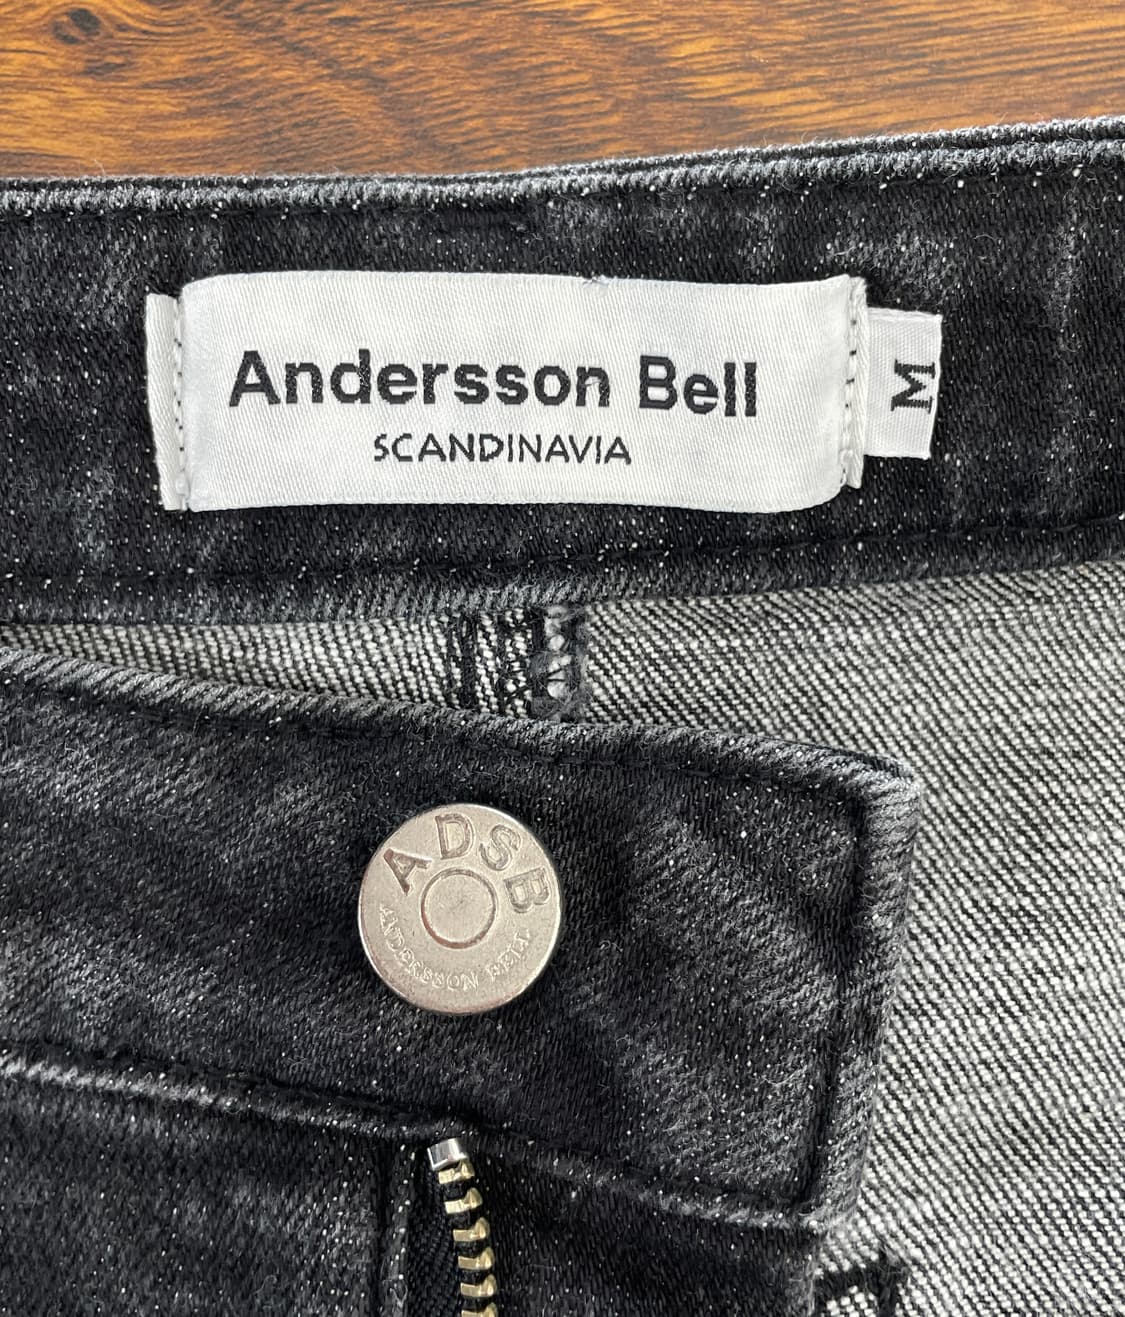 Andersson Bell
SCANDINAVIA
M
ADSB
ANDERSSON BELL